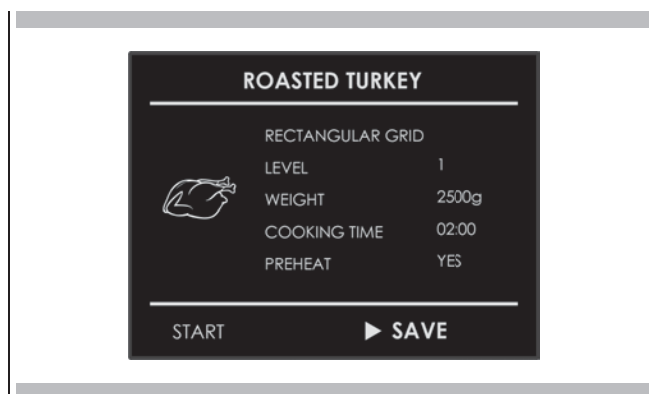 ROASTED TURKEY
RECTANGULAR GRID
LEVEL 1
WEIGHT 2500g
COOKING TIME 02:00
PREHEAT YES
START ▶ SAVE